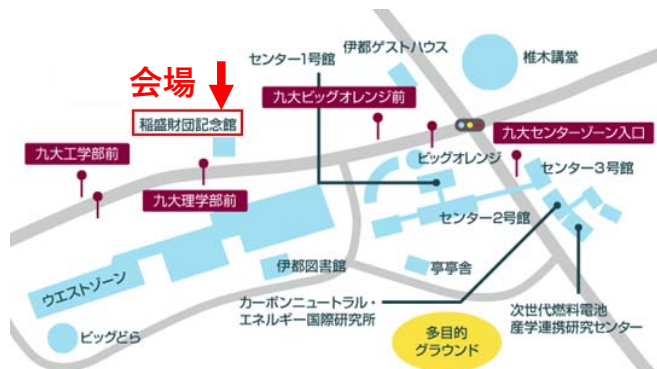 会場
稲盛財団記念館
センター1号館
伊都ゲストハウス
椎木講堂
九大ビッグオレンジ前
九大工学部前
九大理学部前
ビッグオレンジ
九大センターゾーン入口
センター3号館
センター2号館
伊都図書館
亭亭舎
ウエストゾーン
カーボンニュートラル・
エネルギー国際研究所
次世代燃料電池
産学連携研究センター
ビッグどら
多目的
グラウンド